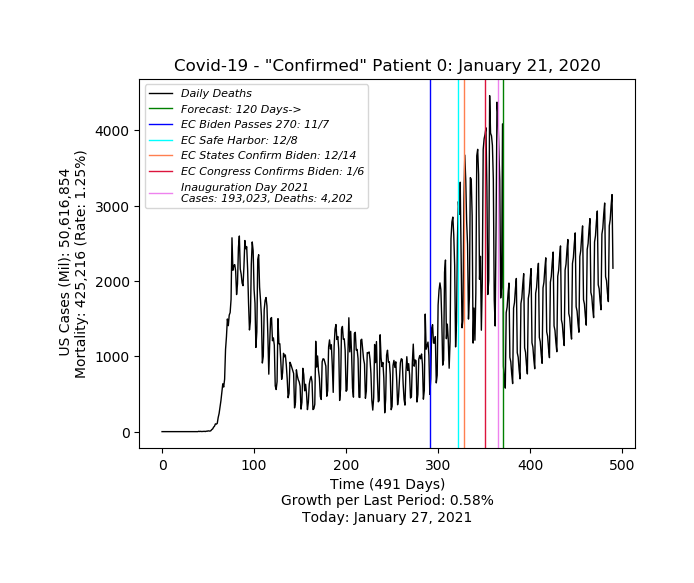 Covid-19 - "Confirmed" Patient 0: January 21, 2020
Daily Deaths
Forecast: 120 Days->
EC Biden Passes 270: 11/7
EC Safe Harbor: 12/8
EC States Confirm Biden: 12/14
EC Congress Confirms Biden: 1/6
Inauguration Day 2021
Cases: 193,023, Deaths: 4,202
US Cases (Mil): 50,616,854
Mortality: 425,216 (Rate: 1.25%)
4000
3000
2000
1000
0
0 100 200 300 400 500
Time (491 Days)
Growth per Last Period: 0.58%
Today: January 27, 2021